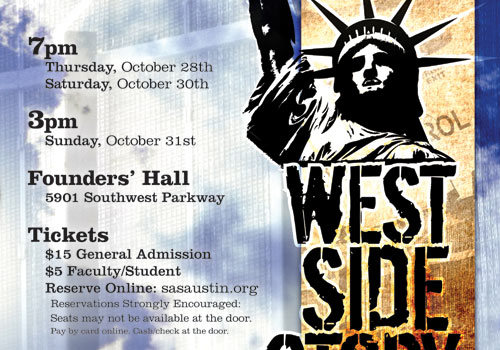 7pm
Thursday, October 28th
Saturday, October 30th
3pm
Sunday, October 31st
Founders' Hall
5901 Southwest Parkway
Tickets
$15 General Admission
$5 Faculty/Student
Reserve Online: sasaustin.org
Reservations Strongly Encouraged:
Seats may not be available at the door.
Pay by card online. Cash/check at the door.
ROL
WEST
SIDE
STORY